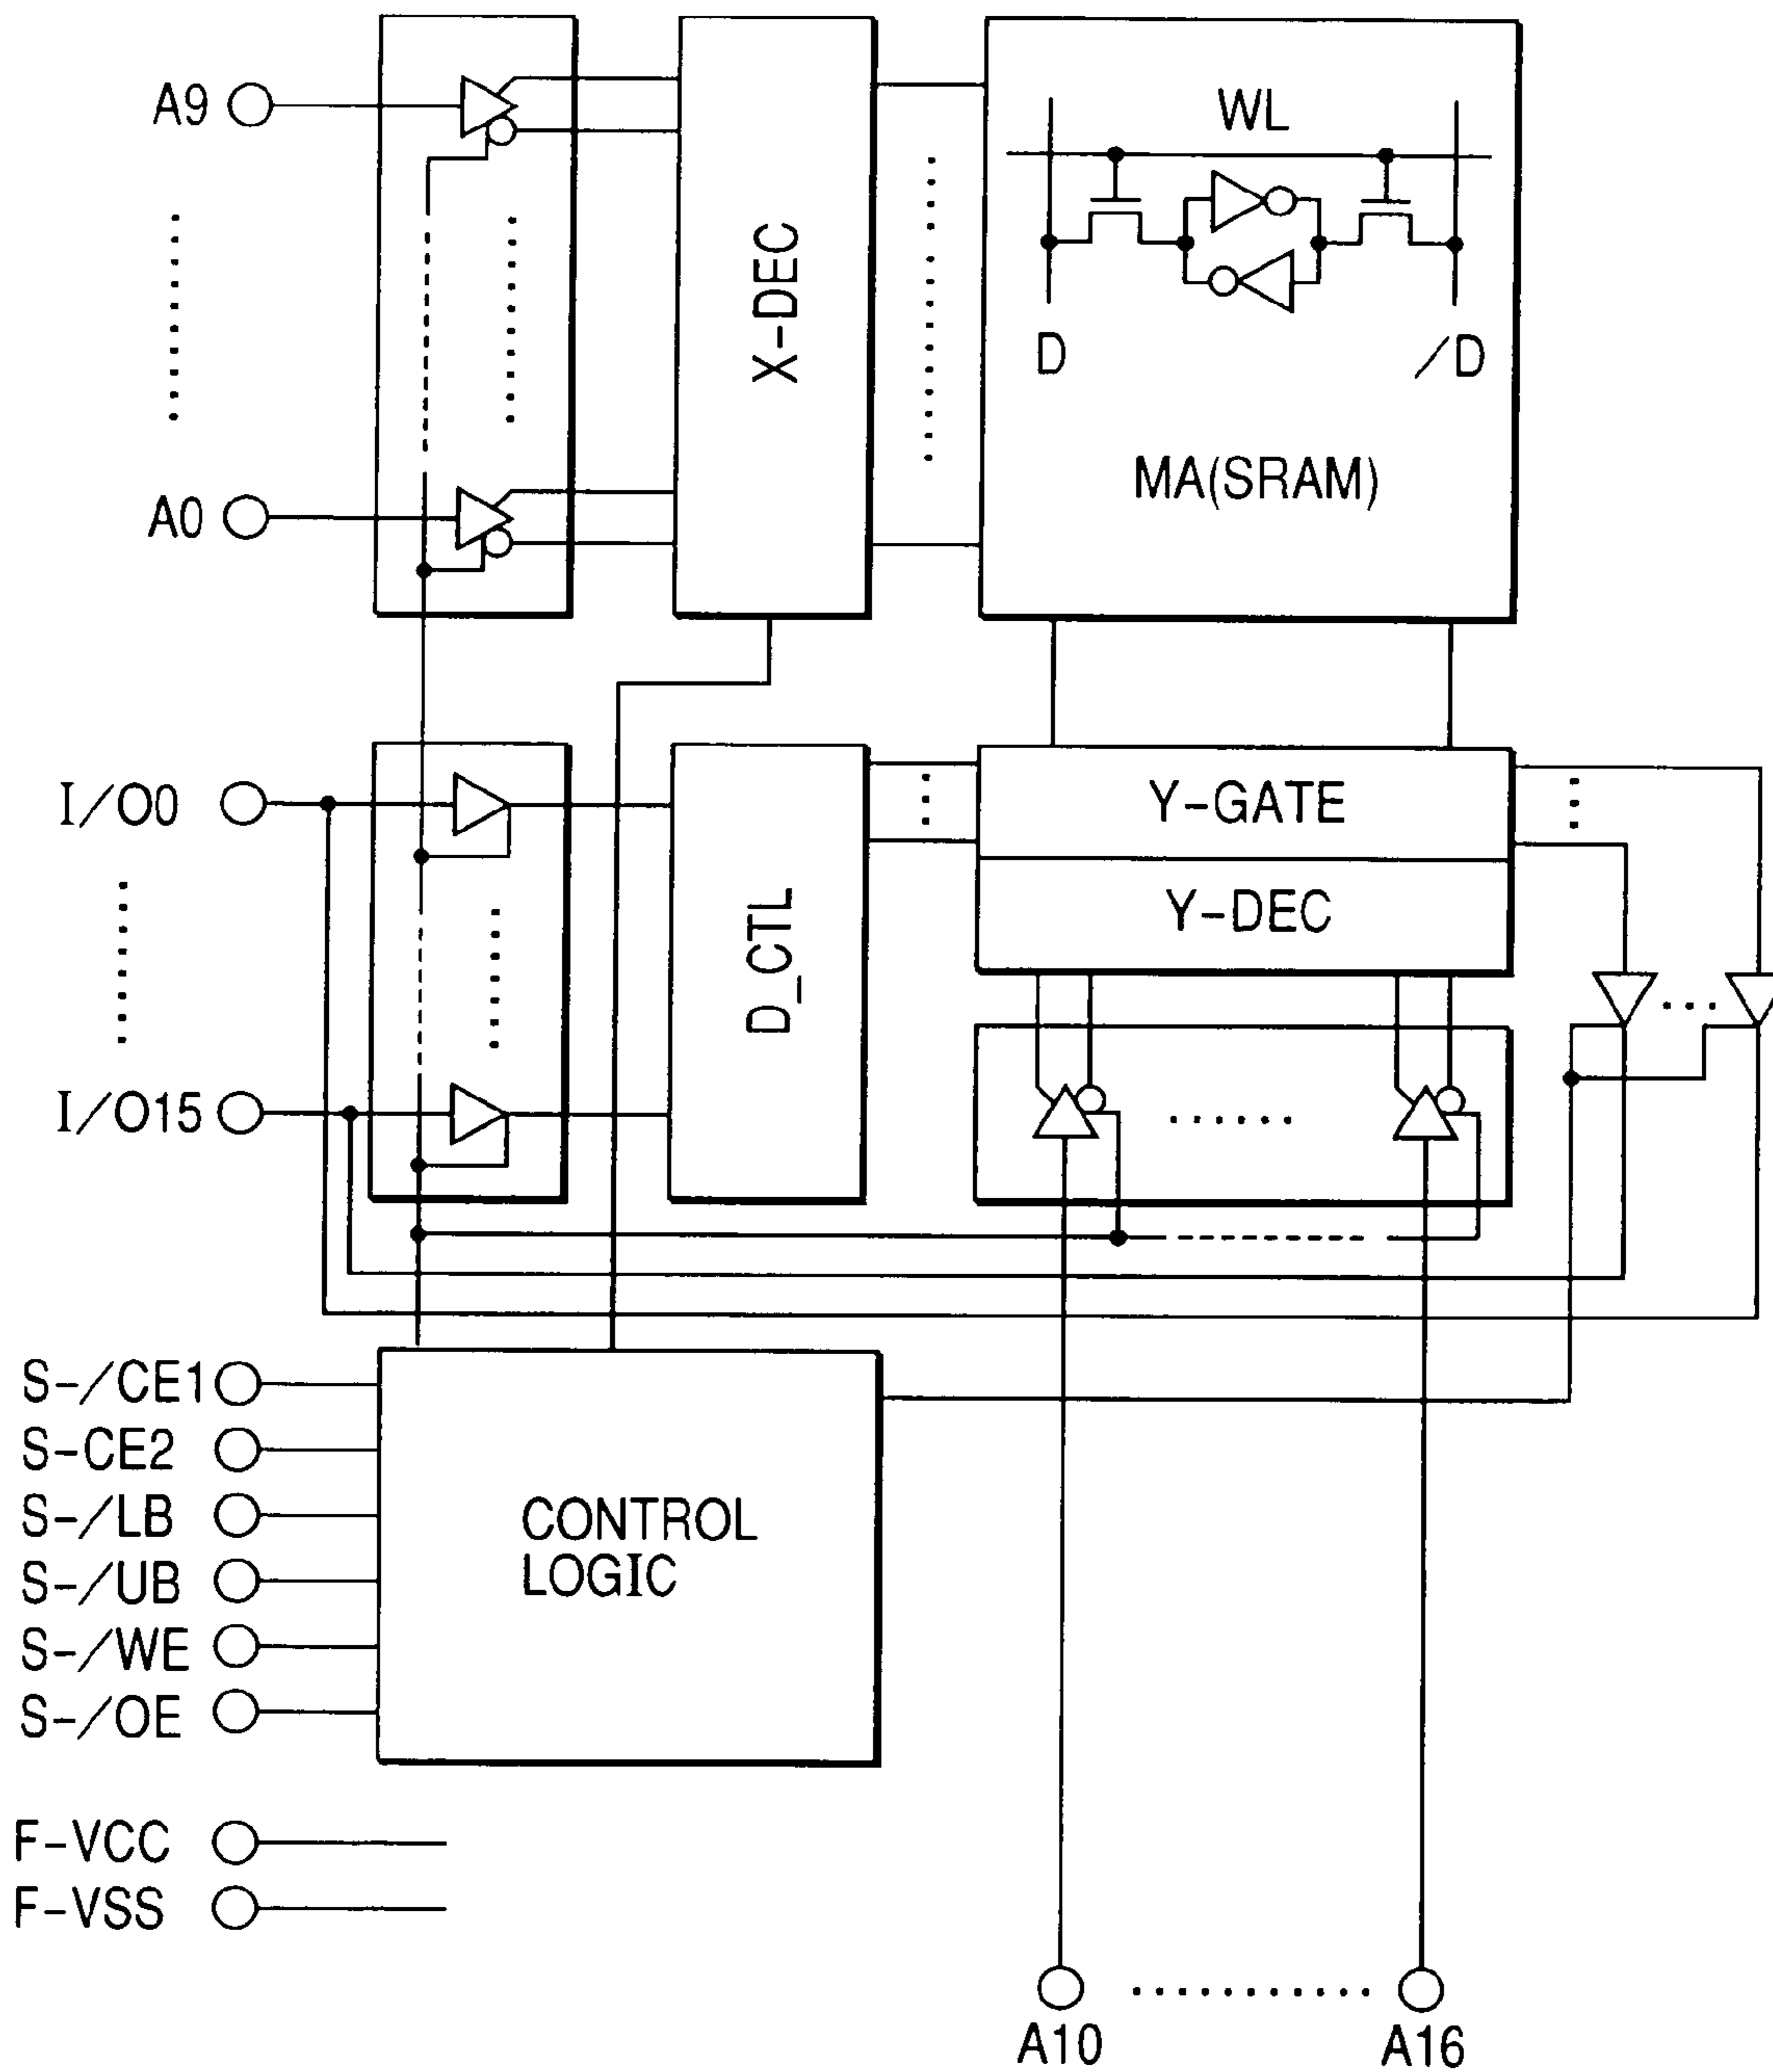 A9
X-DEC
WL
D
/D
MA(SRAM)
A0
I/O0
D_CTL
Y-GATE
Y-DEC
I/O15
S-/CE1
S-CE2
S-/LB
S-/UB
S-/WE
S-/OE
CONTROL
LOGIC
F-VCC
F-VSS
A10
A16